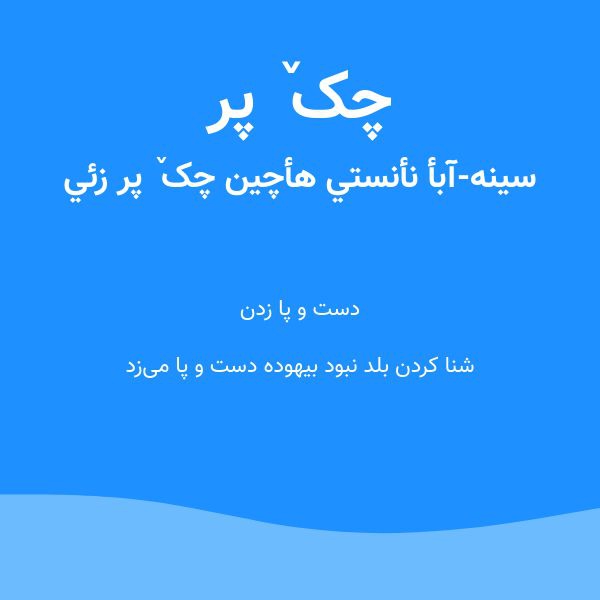 چکˇ پر
سینه-آبأ نأنستي هأچین چکˇ پر زئي
دست و پا زدن
شنا کردن بلد نبود بیهوده دست و پا می‌زد